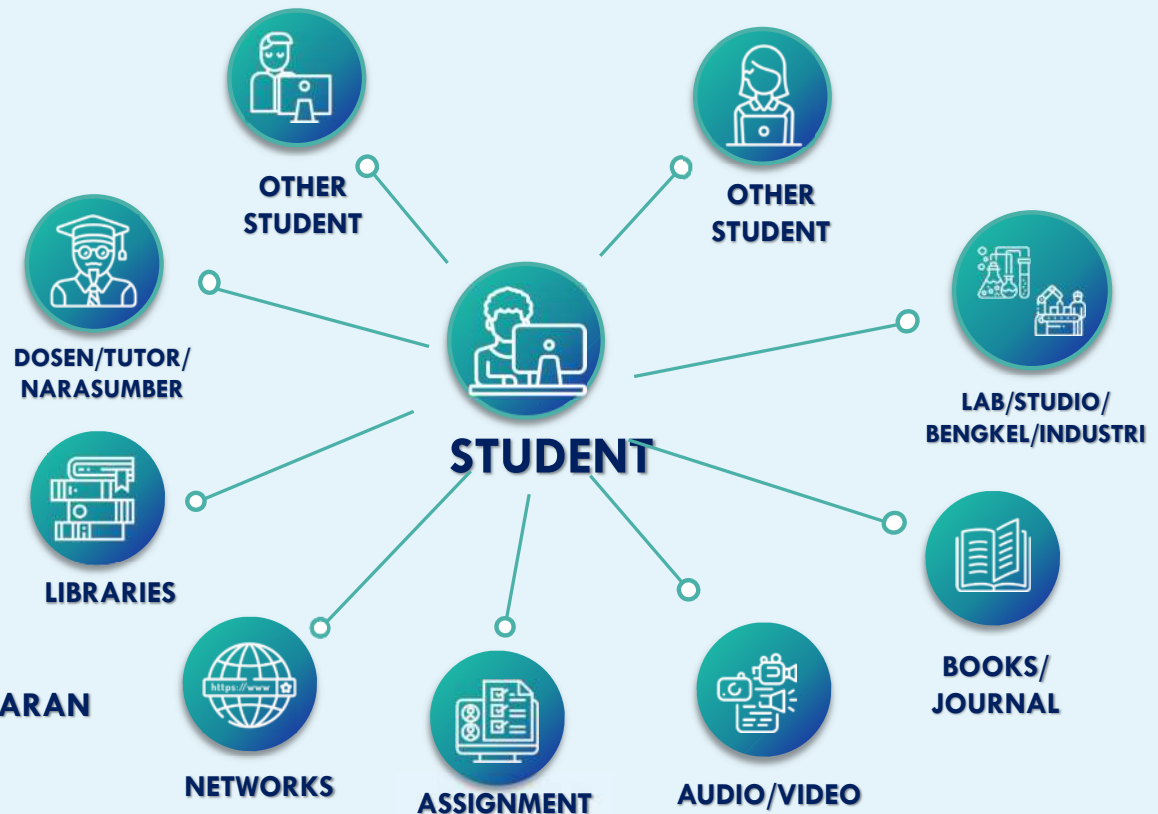 OTHER
STUDENT
OTHER
STUDENT
DOSEN/TUTOR/
NARASUMBER
LAB/STUDIO/
BENGKEL/INDUSTRI
STUDENT
LIBRARIES
BOOKS/
JOURNAL
https://www
ARAN
NETWORKS
ASSIGNMENT
AUDIO/VIDEO